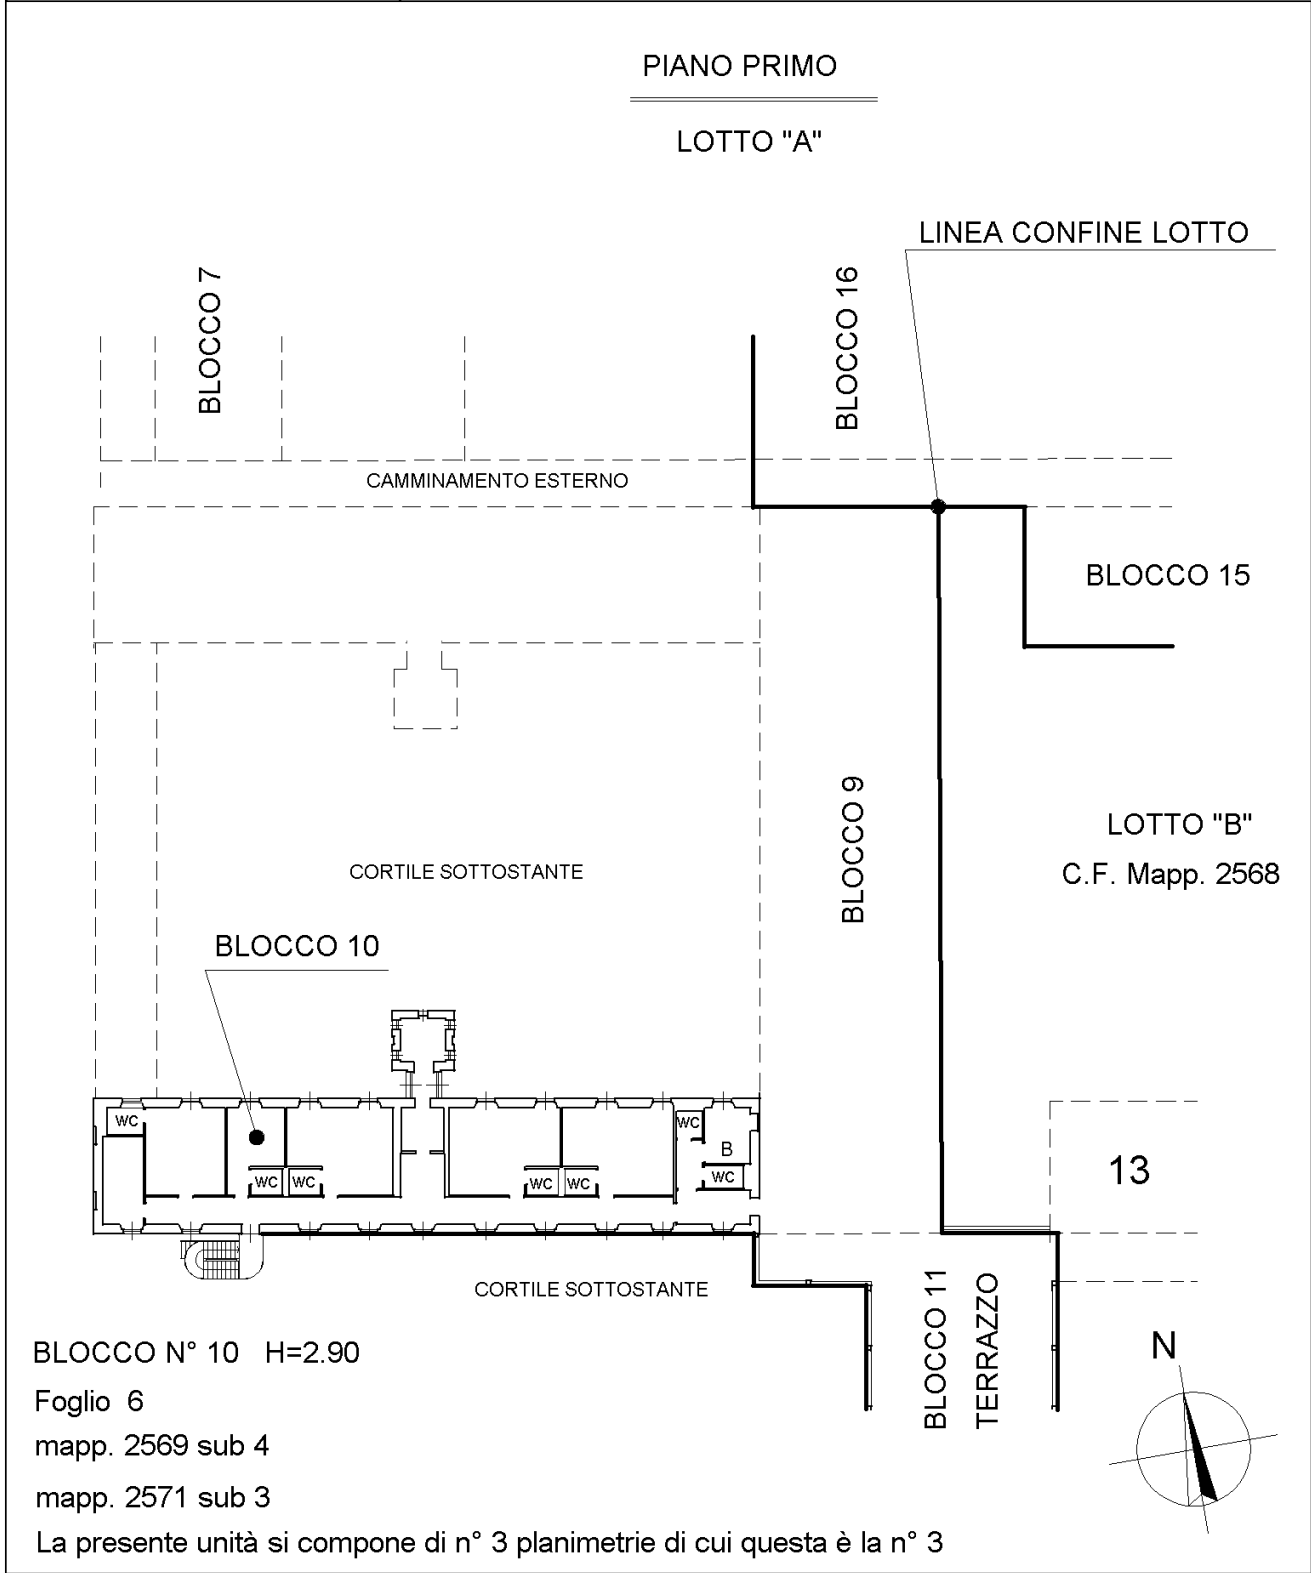 PIANO PRIMO
LOTTO "A"
LINEA CONFINE LOTTO
BLOCCO 7
BLOCCO 16
CAMMINAMENTO ESTERNO
BLOCCO 15
BLOCCO 9
LOTTO "B"
C.F. Mapp. 2568
CORTILE SOTTOSTANTE
BLOCCO 10
WC
WC
B
WC
WC
WC
WC
WC
13
CORTILE SOTTOSTANTE
BLOCCO 11
TERRAZZO
N
BLOCCO N° 10 H=2.90
Foglio 6
mapp. 2569 sub 4
mapp. 2571 sub 3
La presente unità si compone di n° 3 planimetrie di cui questa è la n° 3